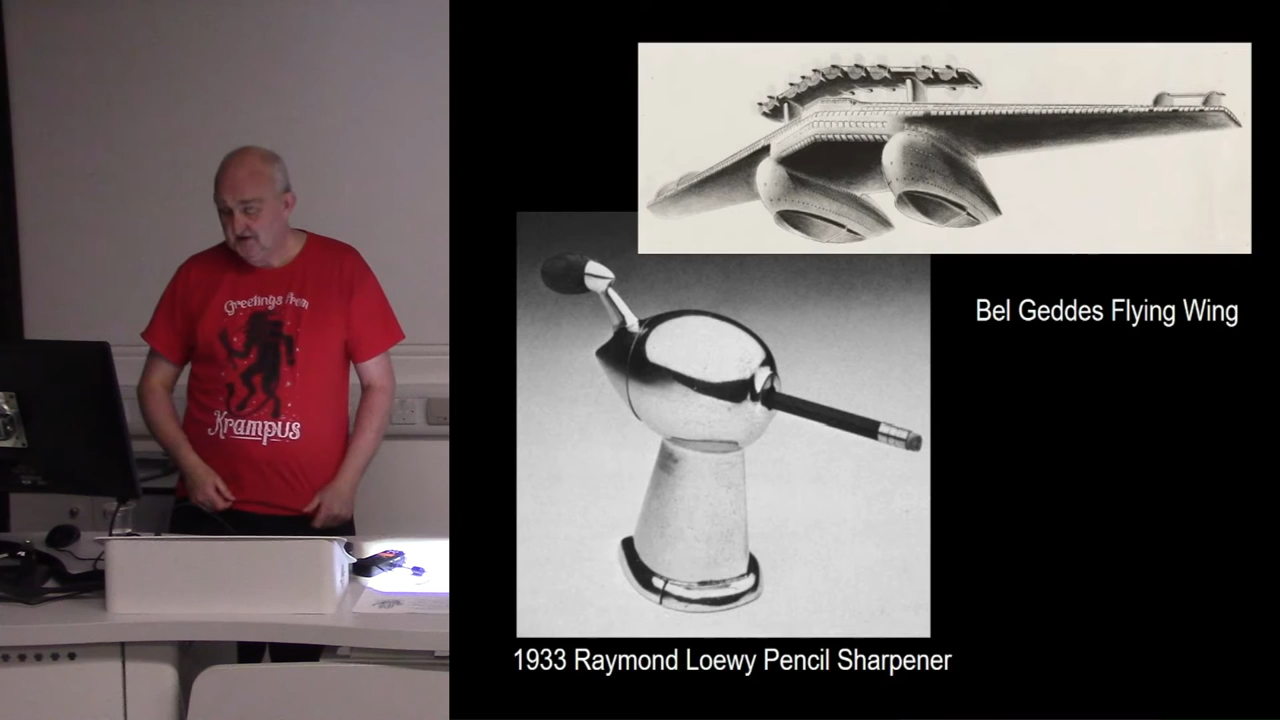 Greetings from
Krampus
Bel Geddes Flying Wing
1933 Raymond Loewy Pencil Sharpener